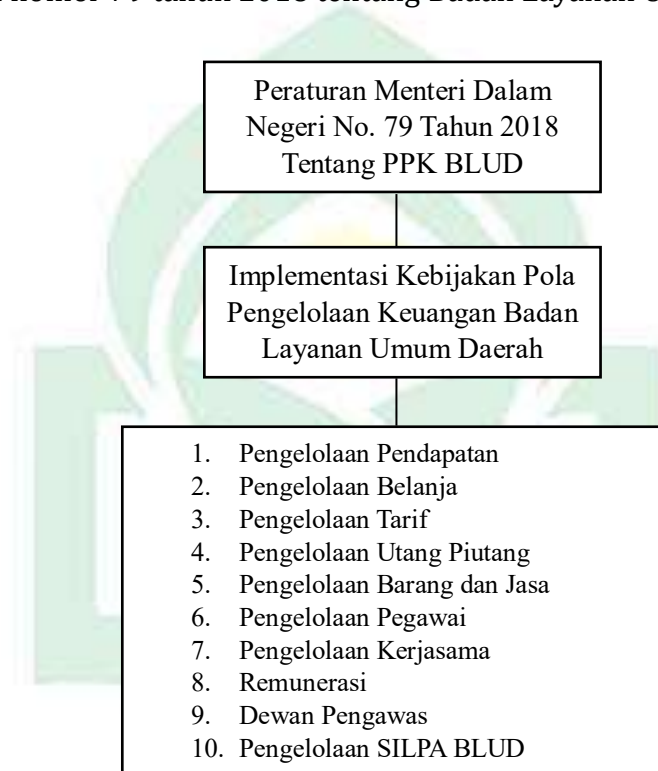 nomor 79 tahun 2018 tentang Badan Layanan
Peraturan Menteri Dalam
Negeri No. 79 Tahun 2018
Tentang PPK BLUD
Implementasi Kebijakan Pola
Pengelolaan Keuangan Badan
Layanan Umum Daerah
1. Pengelolaan Pendapatan
2. Pengelolaan Belanja
3. Pengelolaan Tarif
4. Pengelolaan Utang Piutang
5. Pengelolaan Barang dan Jasa
6. Pengelolaan Pegawai
7. Pengelolaan Kerjasama
8. Remunerasi
9. Dewan Pengawas
10. Pengelolaan SILPA BLUD